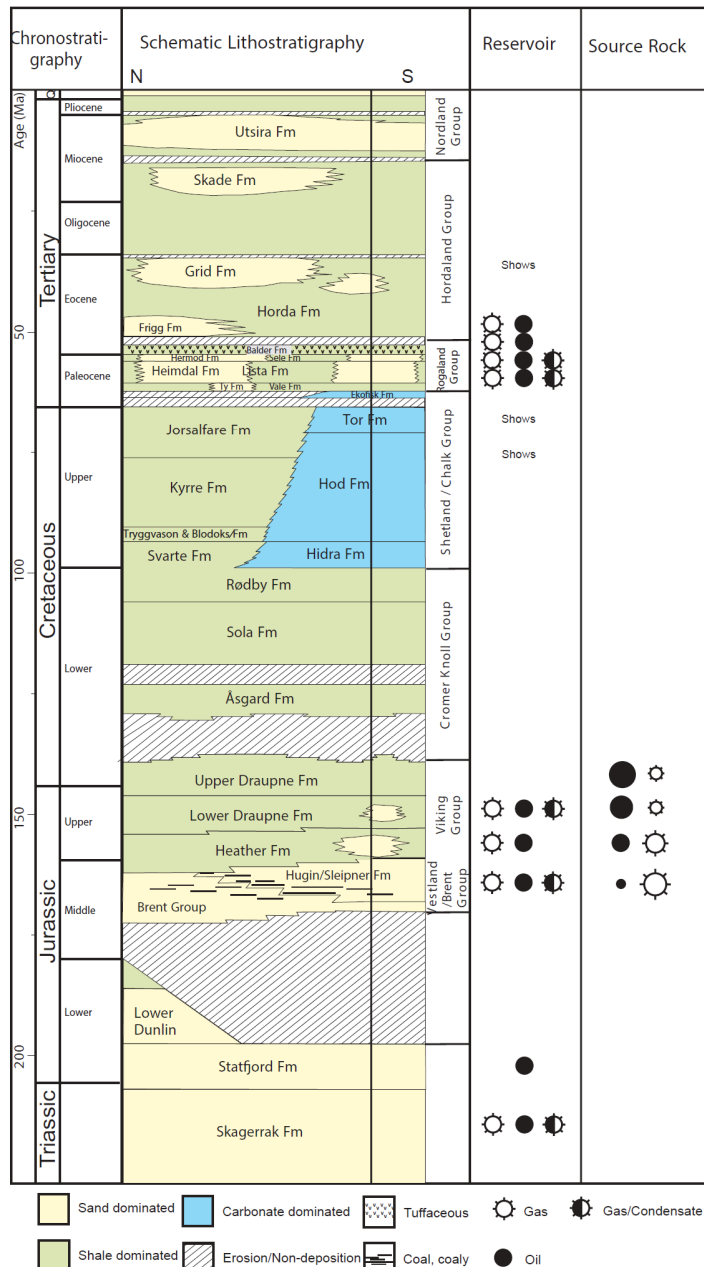 Chronostrati-
graphy
Schematic Lithostratigraphy
N
S
Reservoir
Source Rock
Age (Ma)
50
100
150
200
Tertiary
Cretaceous
Jurassic
Triassic
Q
Pliocene
Miocene
Oligocene
Eocene
Paleocene
Upper
Lower
Upper
Middle
Lower
Utsira Fm
Skade Fm
Grid Fm
Horda Fm
Frigg Fm
Balder Fm
Hermod Fm
Sele Fm
Heimdal Fm
Lista Fm
Ty Fm
Vale Fm
Ekofisk Fm
Jorsalfare Fm
Tor Fm
Kyrre Fm
Hod Fm
Tryggvason & Blodoks/Fm
Svarte Fm
Hidra Fm
Rødby Fm
Sola Fm
Åsgard Fm
Upper Draupne Fm
Lower Draupne Fm
Heather Fm
Hugin/Sleipner Fm
Brent Group
Lower
Dunlin
Statfjord Fm
Skagerrak Fm
Nordland
Group
Hordaland Group
Rogaland
Group
Shetland / Chalk Group
Cromer Knoll Group
Viking
Group
Vestland
/Brent
Group
Shows
Shows
Shows
Sand dominated
Carbonate dominated
Tuffaceous
Gas
Gas/Condensate
Shale dominated
Erosion/Non-deposition
Coal, coaly
Oil